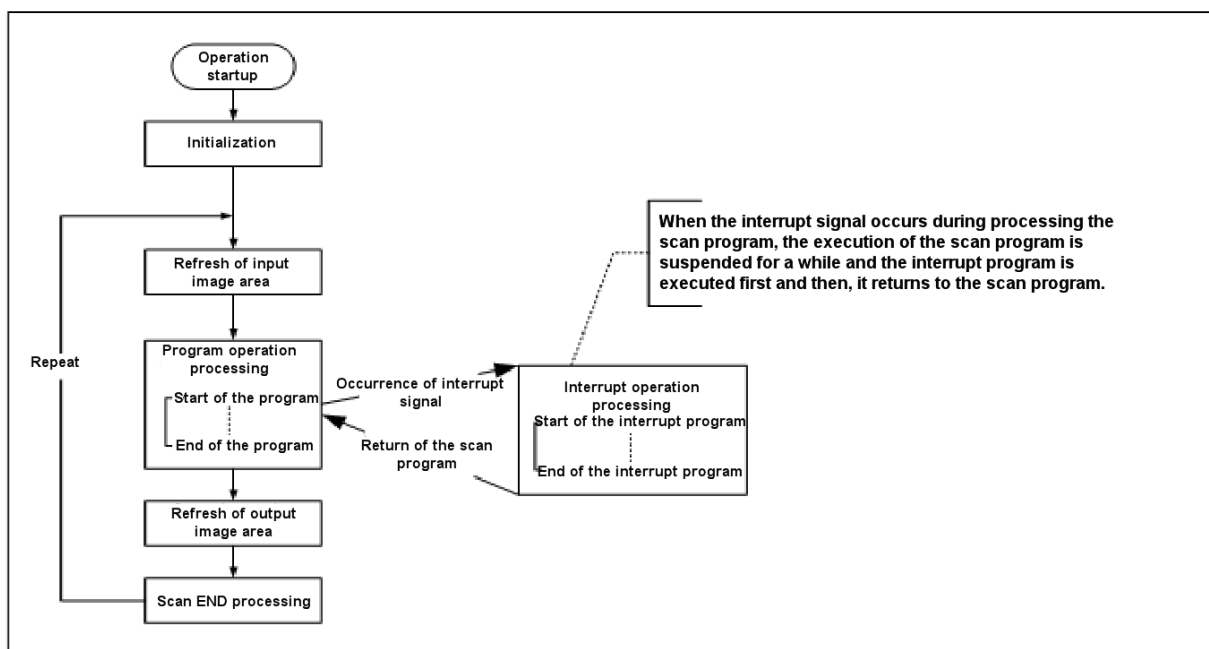 Operation
startup
Initialization
Refresh of input
image area
Repeat
Program operation
processing
Start of the program
End of the program
Occurrence of interrupt
signal
Return of the scan
program
Interrupt operation
processing
Start of the interrupt program
End of the interrupt program
When the interrupt signal occurs during processing the
scan program, the execution of the scan program is
suspended for a while and the interrupt program is
executed first and then, it returns to the scan program.
Refresh of output
image area
Scan END processing